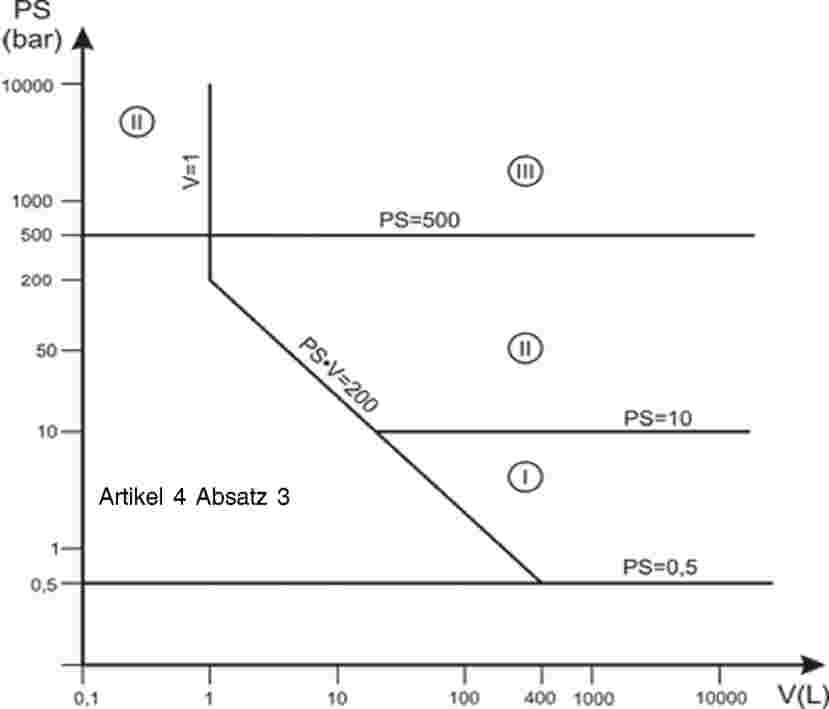 PS
(bar)
10000
II
V=1
III
1000
PS=500
500
200
50
PS•V=200
II
PS=10
10
I
Artikel 4 Absatz 3
1
PS=0,5
0,5
0,1
1
10
100
400
1000
10000
V(L)